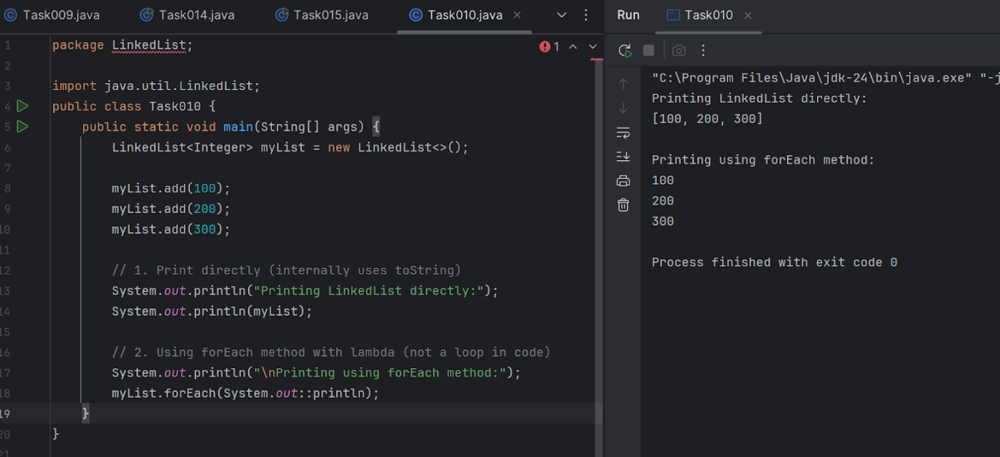 Task009.java Task014.java Task015.java Task010.java
1 package LinkedList;
1
2
3 import java.util.LinkedList;
4 public class Task010 {
5 public static void main(String[] args) {
6 LinkedList<Integer> myList = new LinkedList<>();
7
8 myList.add(100);
9 myList.add(200);
10 myList.add(300);
11
12 // 1. Print directly (internally uses toString)
13 System.out.println("Printing LinkedList directly:");
14 System.out.println(myList);
15
16 // 2. Using forEach method with lambda (not a loop in code)
17 System.out.println("\nPrinting using forEach method:");
18 myList.forEach(System.out::println);
19 }
20 }
21
Run Task010
"C:\Program Files\Java\jdk-24\bin\java.exe" "-j
Printing LinkedList directly:
[100, 200, 300]
Printing using forEach method:
100
200
300
Process finished with exit code 0